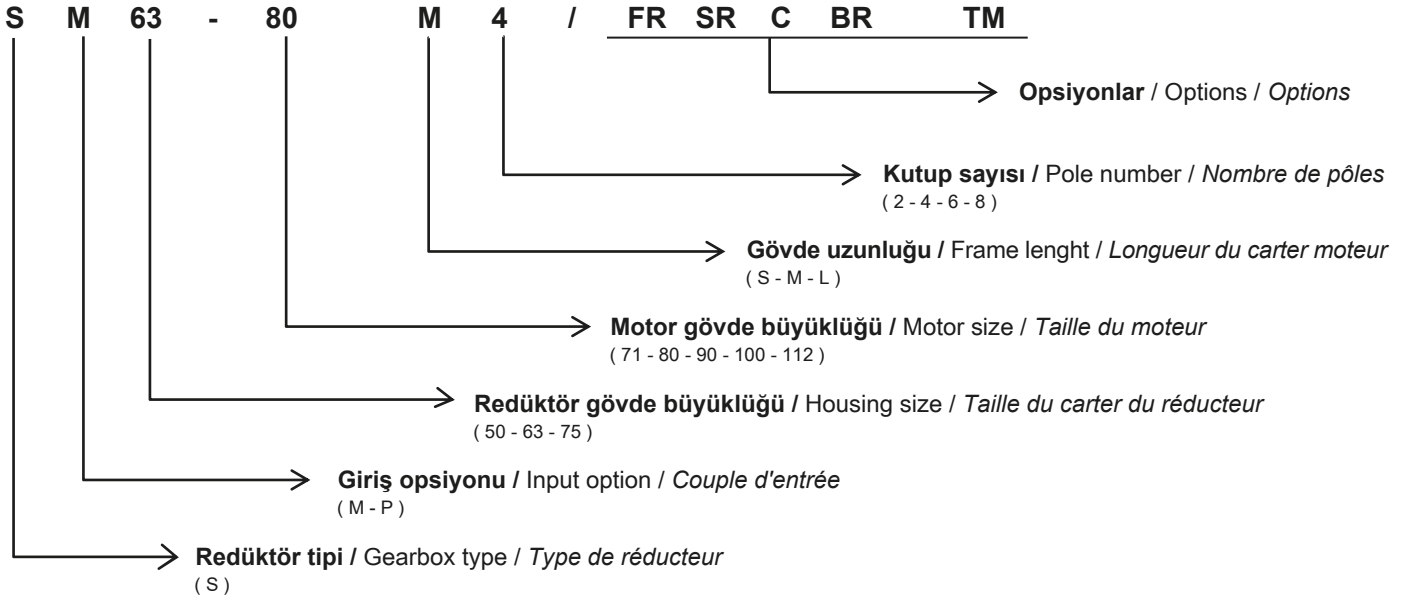 S M 63 - 80 M 4 / FR SR C BR TM
Opsiyonlar / Options / Options
Kutup sayısı / Pole number / Nombre de pôles
( 2 - 4 - 6 - 8 )
Gövde uzunluğu / Frame lenght / Longueur du carter moteur
( S - M - L )
Motor gövde büyüklüğü / Motor size / Taille du moteur
( 71 - 80 - 90 - 100 - 112 )
Redüktör gövde büyüklüğü / Housing size / Taille du carter du réducteur
( 50 - 63 - 75 )
Giriş opsiyonu / Input option / Couple d'entrée
( M - P )
Redüktör tipi / Gearbox type / Type de réducteur
( S )